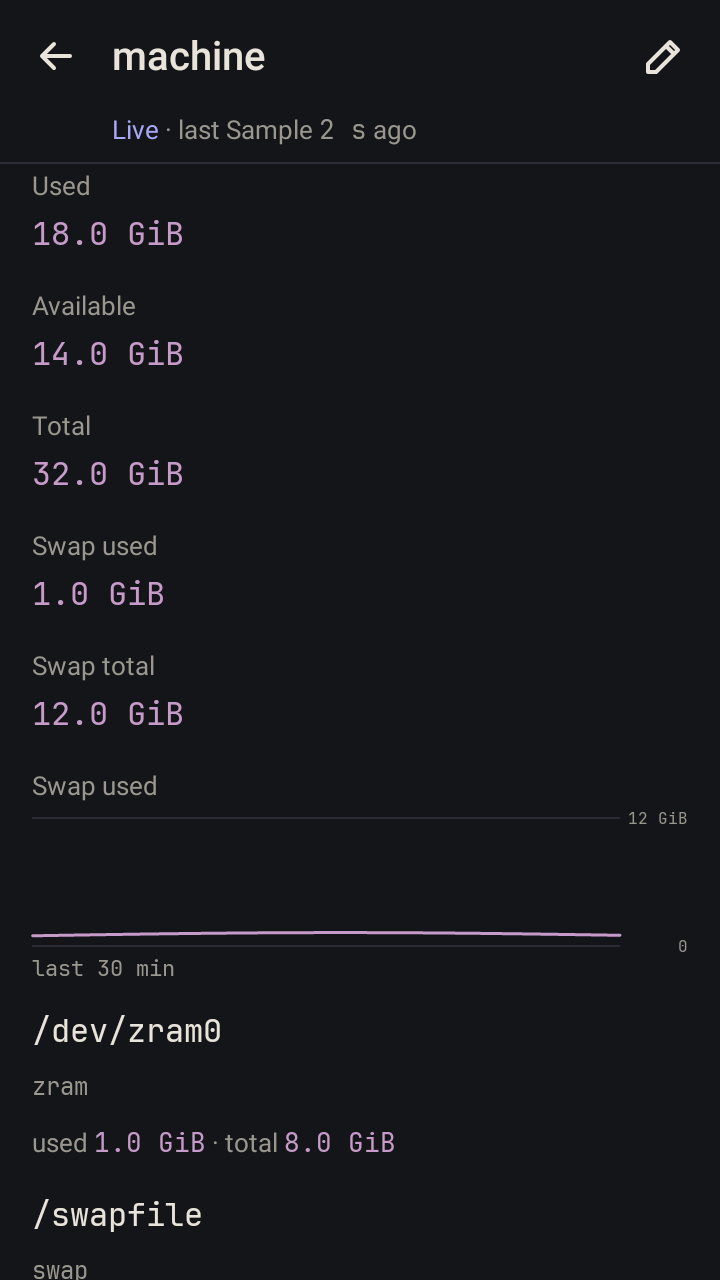 machine
Live · last Sample 2 s ago
Used
18.0 GiB
Available
14.0 GiB
Total
32.0 GiB
Swap used
1.0 GiB
Swap total
12.0 GiB
Swap used
12 GiB
0
last 30 min
/dev/zram0
zram
used 1.0 GiB · total 8.0 GiB
/swapfile
swap